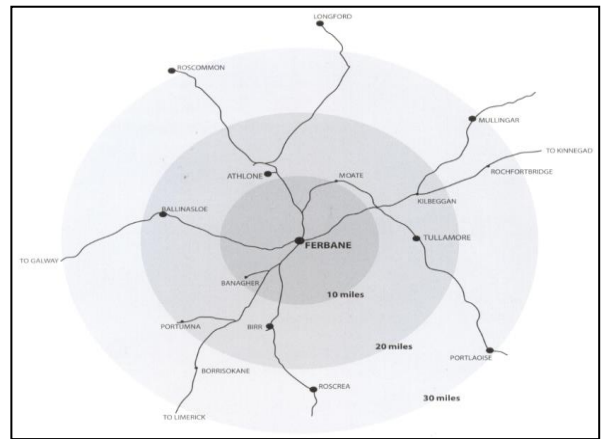 LONGFORD
ROSCOMMON
MULLINGAR
TO KINNEGAD
ROCHFORTBRIDGE
ATHLONE
MOATE
KILBEGGAN
BALLINASLOE
TULLAMORE
FERBANE
TO GALWAY
BANAGHER
10 miles
PORTUMNA
BIRR
20 miles
PORTLAOISE
BORRISOKANE
ROSCREA
30 miles
TO LIMERICK